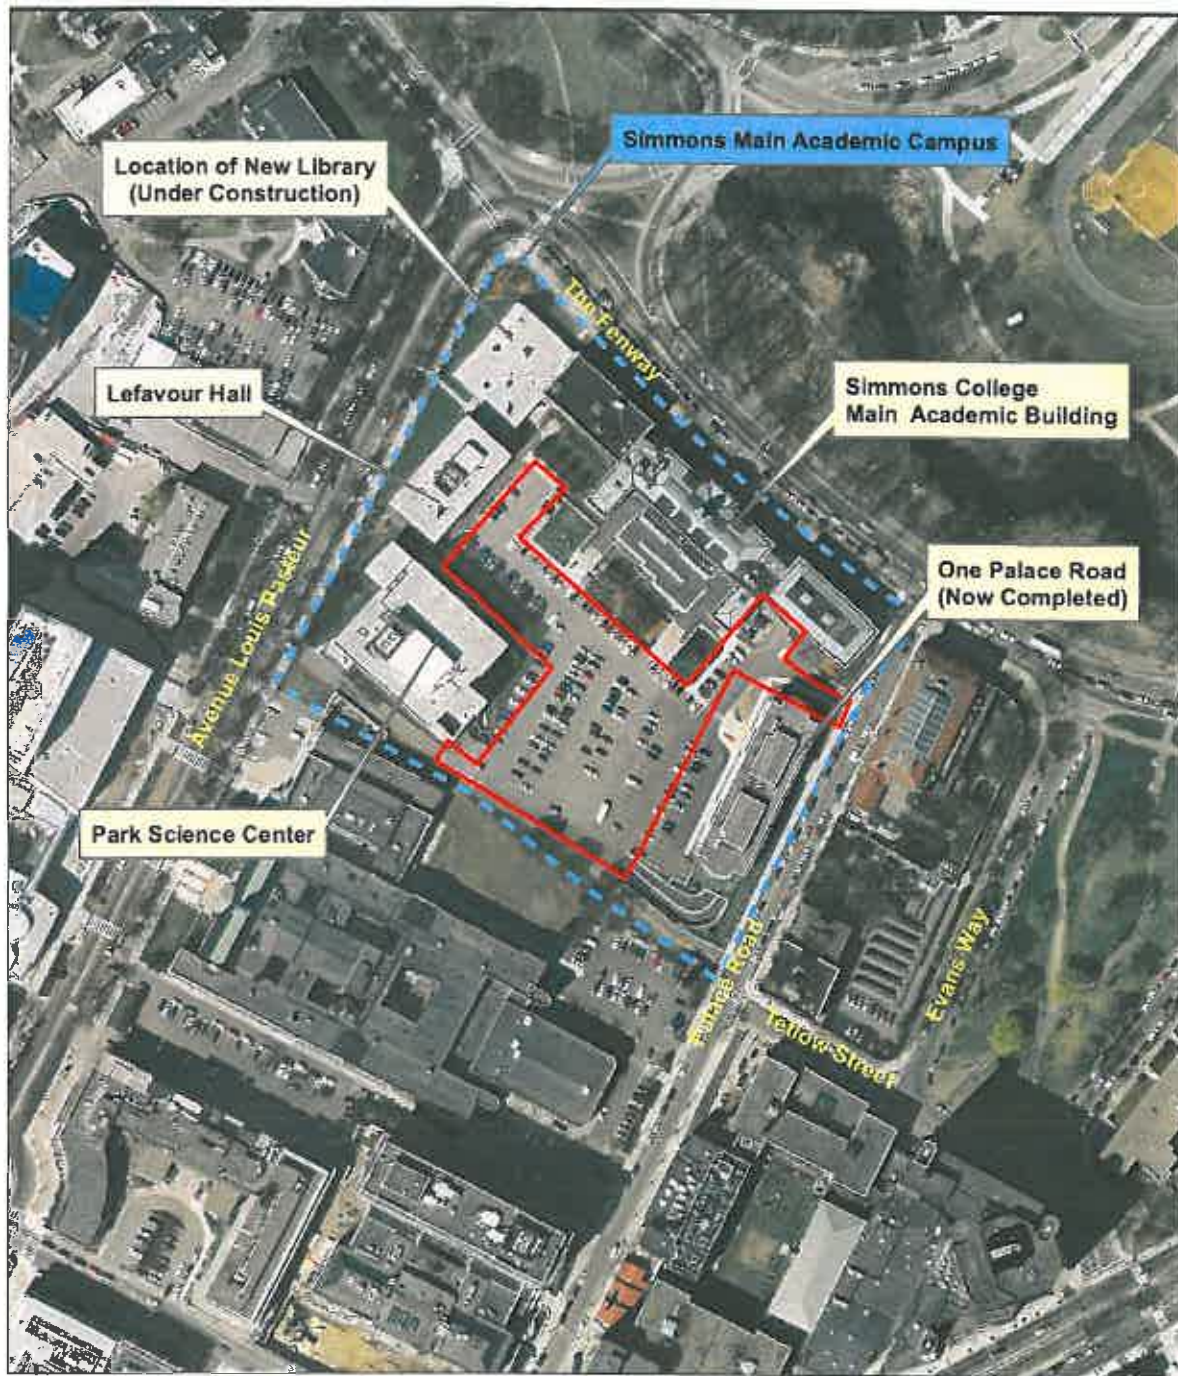 Simmons Main Academic Campus
Location of New Library
(Under Construction)
The Fenway
Lefavour Hall
Simmons College
Main Academic Building
One Palace Road
(Now Completed)
Avenue Louis Pasteur
Park Science Center
Palace Road
Evans Way
Tetlow Street